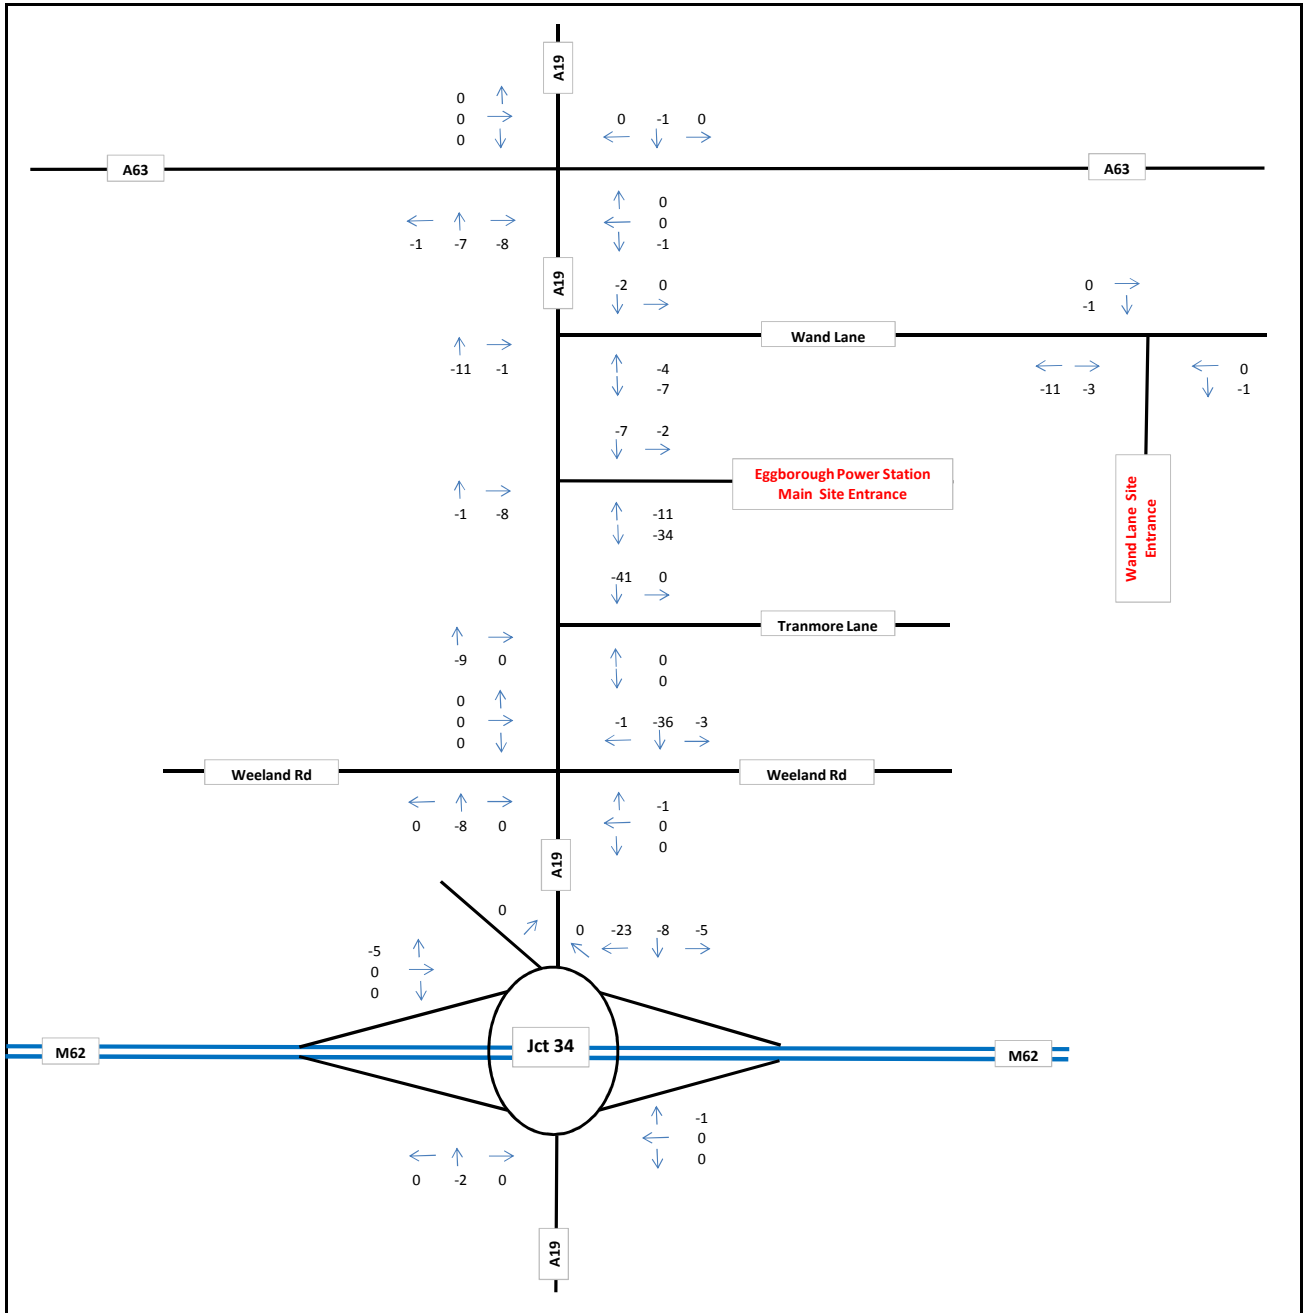 A19
0
0
0
0 -1 0
A63
A63
0
0
-1
-1 -7 -8
A19
-2 0
0
-1
Wand Lane
-11 -1
-4
-7
-11 -3
0
-1
-7 -2
Eggborough Power Station
Main Site Entrance
Wand Lane Site
Entrance
-1 -8
-11
-34
-41 0
Tranmore Lane
-9 0
0
0
0
0
0
-1 -36 -3
Weeland Rd
Weeland Rd
0 -8 0
-1
0
0
A19
0
0 -23 -8 -5
-5
0
0
Jct 34
M62
M62
-1
0
0
0 -2 0
A19